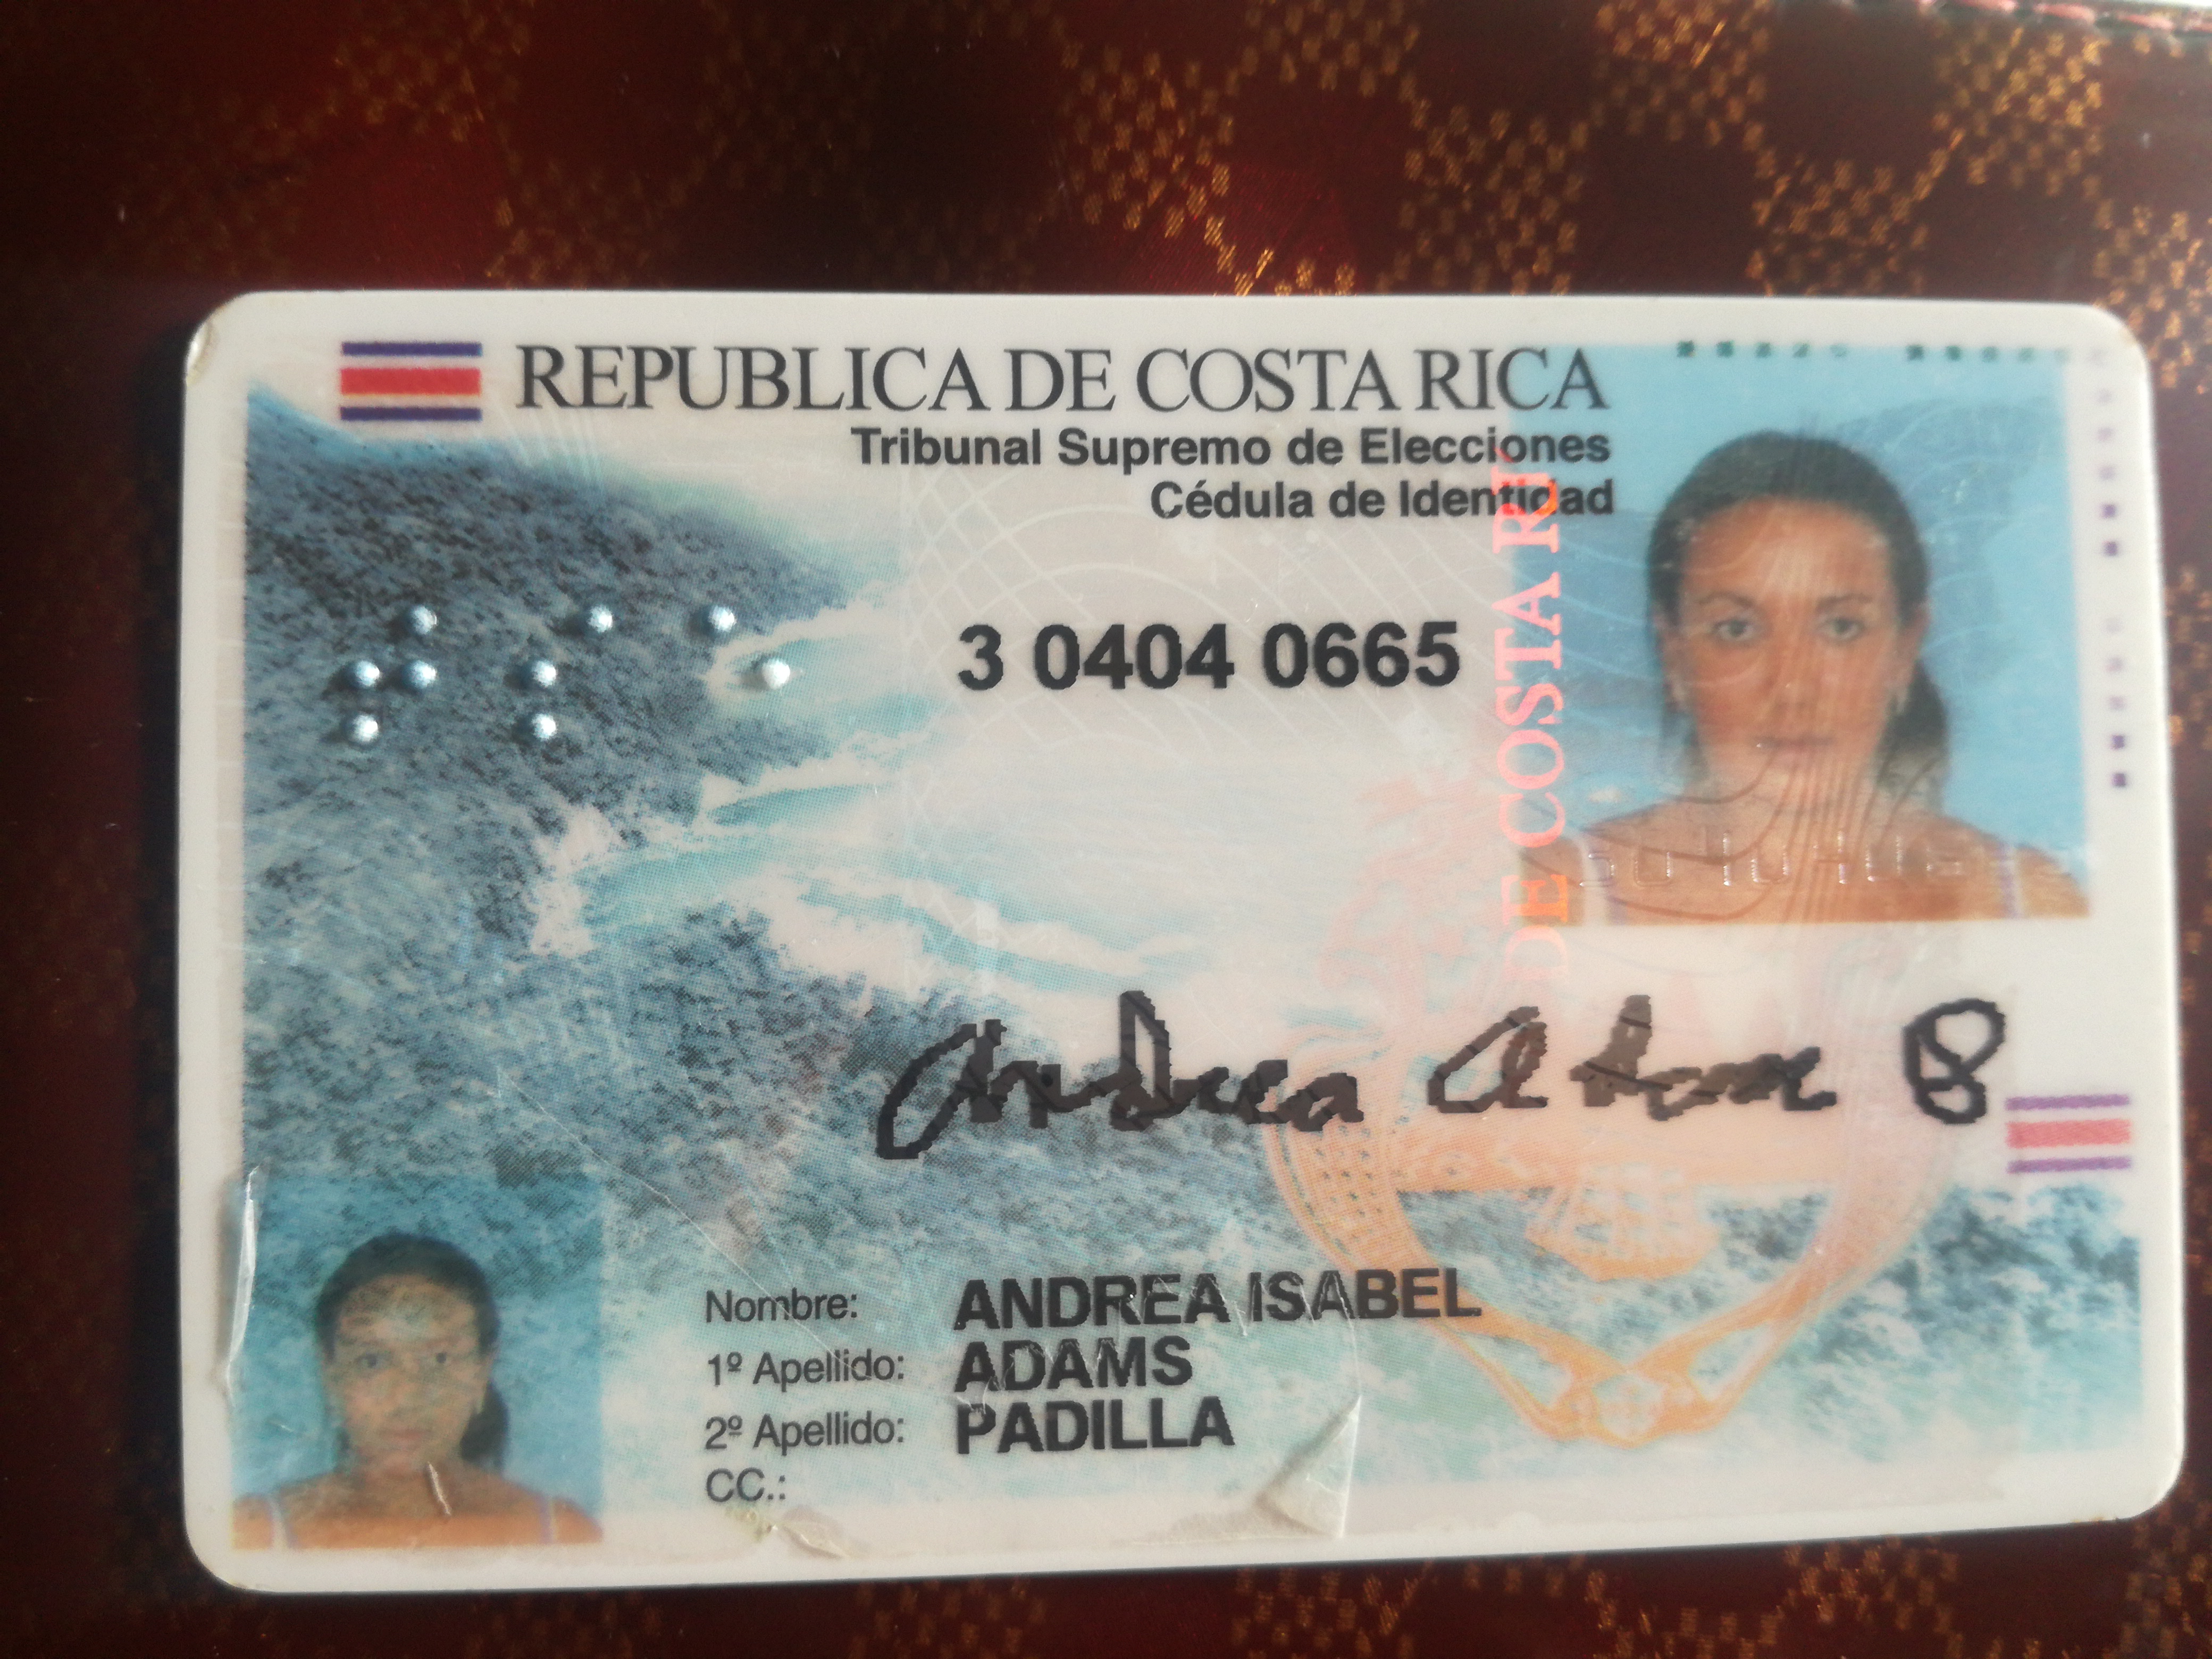 REPUBLICA DE COSTA RICA
Tribunal Supremo de Elecciones
Cédula de Identidad
3 0404 0665
DE COSTA RI
Andrea Adams P
Nombre: ANDREA ISABEL
1º Apellido: ADAMS
2º Apellido: PADILLA
CC.: